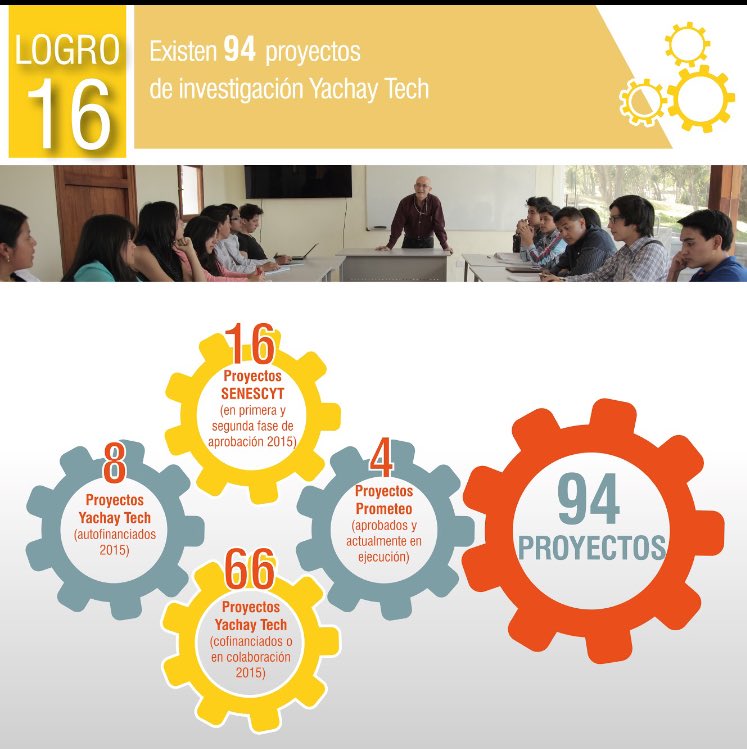 LOGRO
16
Existen 94 proyectos
de investigación Yachay Tech
16
Proyectos
SENESCYT
(en primera y
segunda fase de
aprobación 2015)
8
Proyectos
Yachay Tech
(autofinanciados
2015)
4
Proyectos
Prometeo
(aprobados y
actualmente en
ejecución)
66
Proyectos
Yachay Tech
(cofinanciados o
en colaboración
2015)
94
PROYECTOS